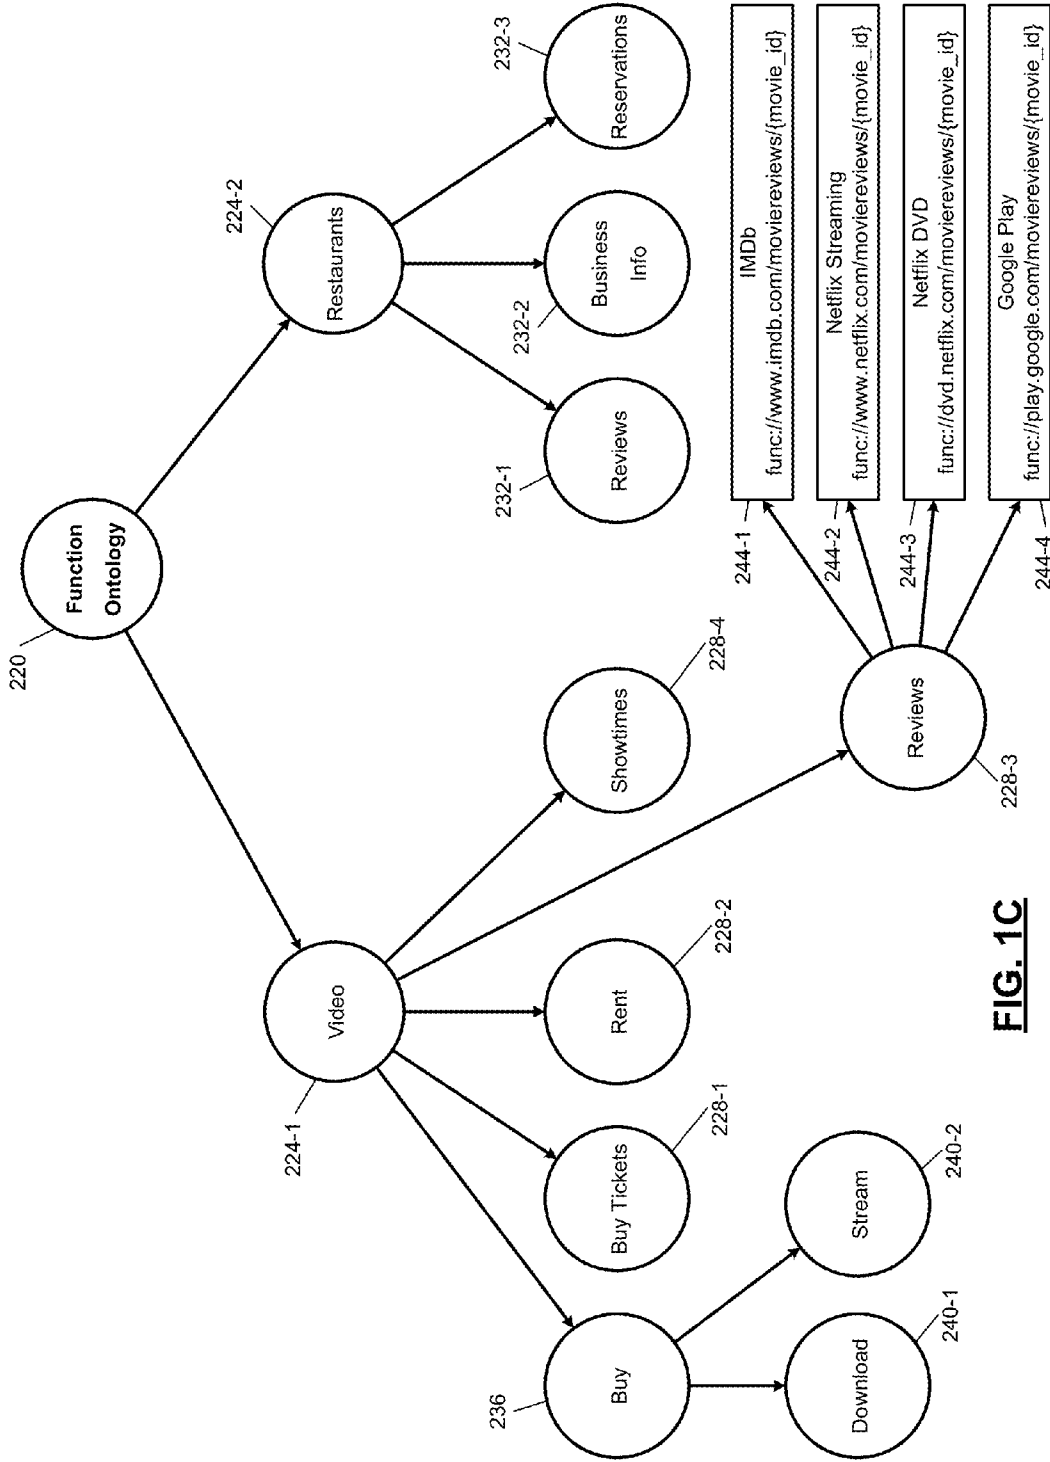 220
Function
Ontology
224-1
Video
224-2
Restaurants
236
Buy
Buy Tickets
228-1
Rent
228-2
Showtimes
228-4
232-1
Reviews
232-2
Business
Info
232-3
Reservations
Download
240-1
Stream
240-2
Reviews
228-3
244-1
IMDb
func://www.imdb.com/moviereviews/{movie_id}
244-2
Netflix Streaming
func://www.netflix.com/moviereviews/{movie_id}
244-3
Netflix DVD
func://dvd.netflix.com/moviereviews/{movie_id}
244-4
Google Play
func://play.google.com/moviereviews/{movie_id}
FIG. 1C